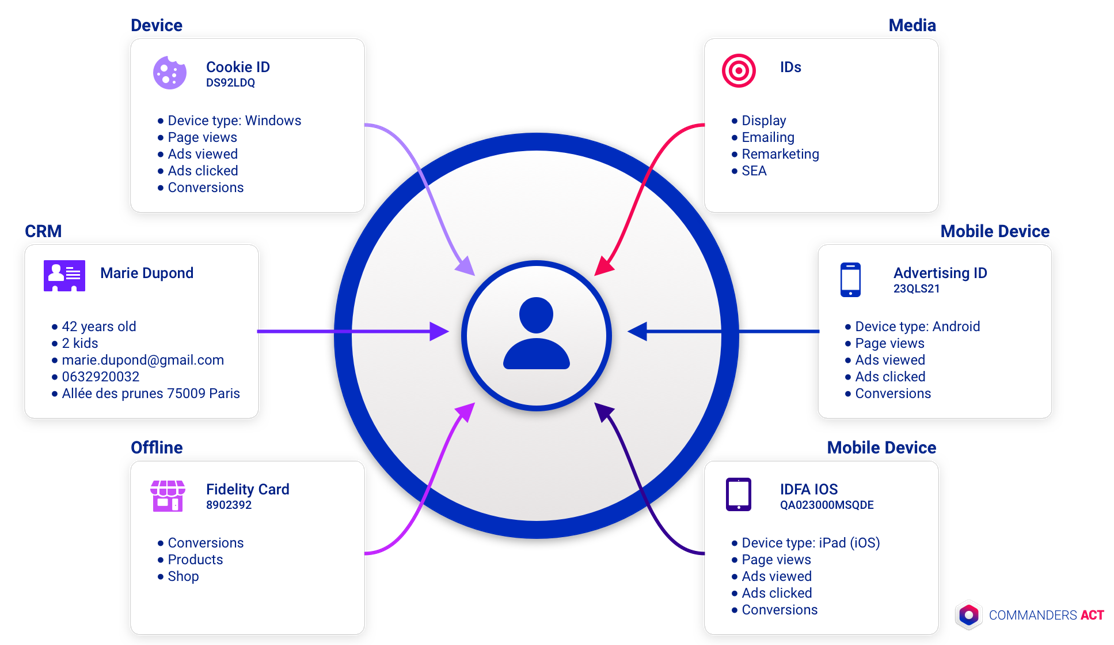 Device
Cookie ID
DS92LDQ
Device type: Windows
Page views
Ads viewed
Ads clicked
Conversions
Media
IDs
Display
Emailing
Remarketing
SEA
CRM
Marie Dupond
42 years old
2 kids
marie.dupond@gmail.com
0632920032
Allée des prunes 75009 Paris
Mobile Device
Advertising ID
23QLS21
Device type: Android
Page views
Ads viewed
Ads clicked
Conversions
Offline
Fidelity Card
8902392
Conversions
Products
Shop
Mobile Device
IDFA IOS
QA023000MSQDE
Device type: iPad (iOS)
Page views
Ads viewed
Ads clicked
Conversions
COMMANDERS ACT